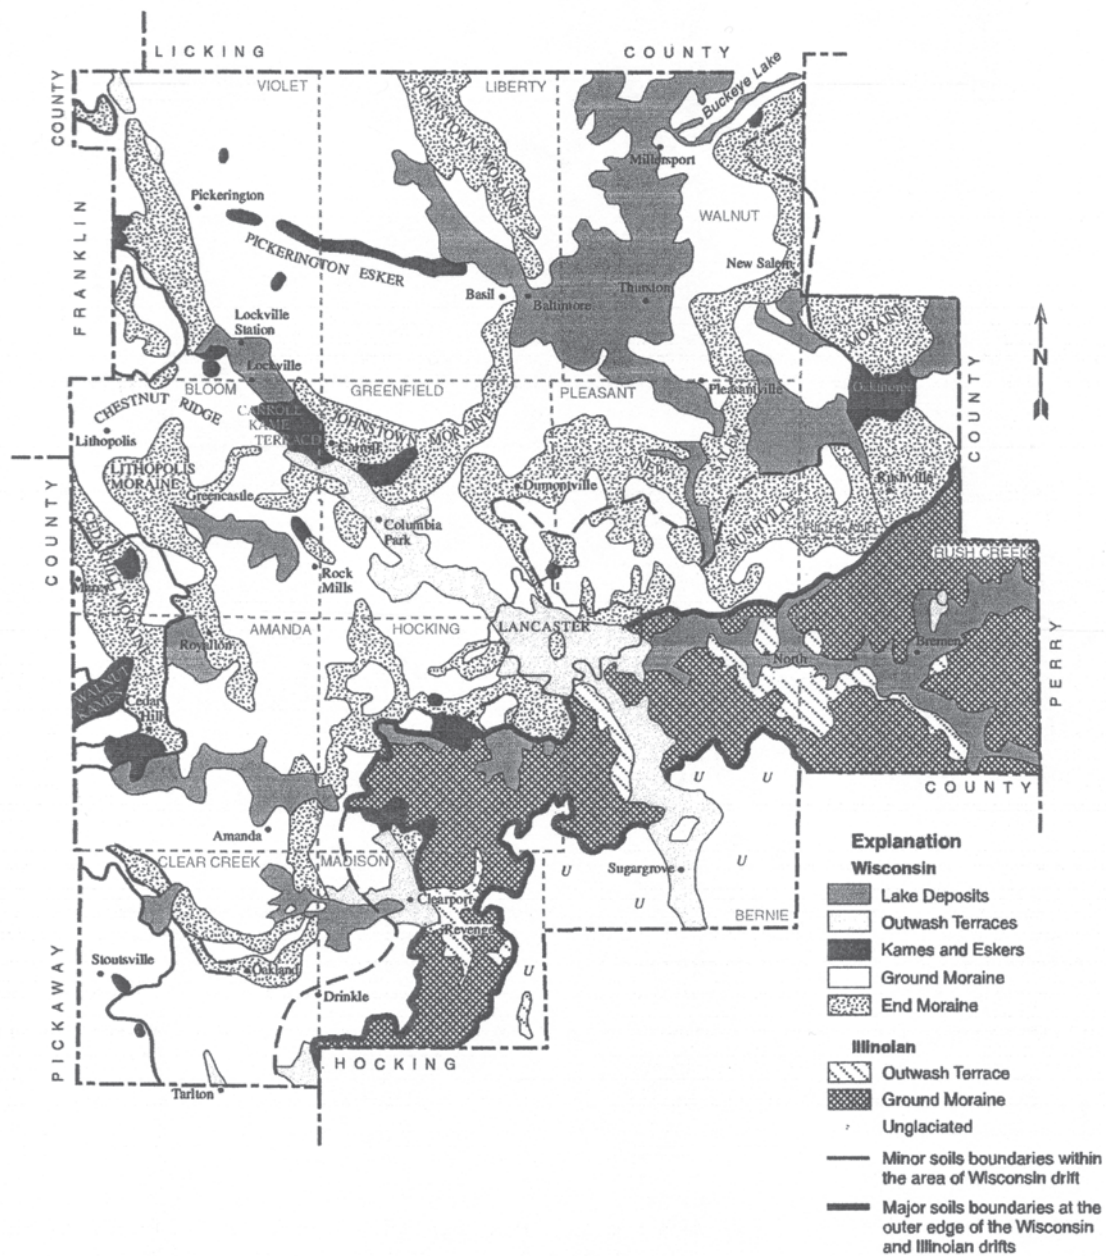 LICKING COUNTY
COUNTY
VIOLET
LIBERTY
Buckeye Lake
JOHNSTOWN MORAINE
Millersport
Pickerington
WALNUT
FRANKLIN
PICKERINGTON ESKER
New Salem
Basil
Baltimore
Thurston
Lockville
Station
MORAINE
N
Lockville
BLOOM
GREENFIELD
PLEASANT
Pleasantville
Oakthorpe
CHESTNUT RIDGE
CARROLL
KAME
TERRACE
JOHNSTOWN MORAINE
COUNTY
Lithopolis
Carroll
LITHOPOLIS
MORAINE
NEW
SALEM
Rushville
Dumontville
Greencastle
COUNTY
Columbia
Park
RUSHVILLE
RUSH CREEK
Rock
Mills
AMANDA
HOCKING
LANCASTER
Royalton
North
Bremen
PERRY
WALNUT
KAMES
Cedar
Hill
U
U
COUNTY
Amanda
CLEAR CREEK
MADISON
U
Sugargrove
U
Clearport
U
BERNIE
Revenge
PICKAWAY
Stoutsville
Oakland
U
Drinkle
HOCKING
Tarlton
Explanation
Wisconsin
Lake Deposits
Outwash Terraces
Kames and Eskers
Ground Moraine
End Moraine
Illinoian
Outwash Terrace
Ground Moraine
Unglaciated
Minor soils boundaries within
the area of Wisconsin drift
Major soils boundaries at the
outer edge of the Wisconsin
and Illinoian drifts